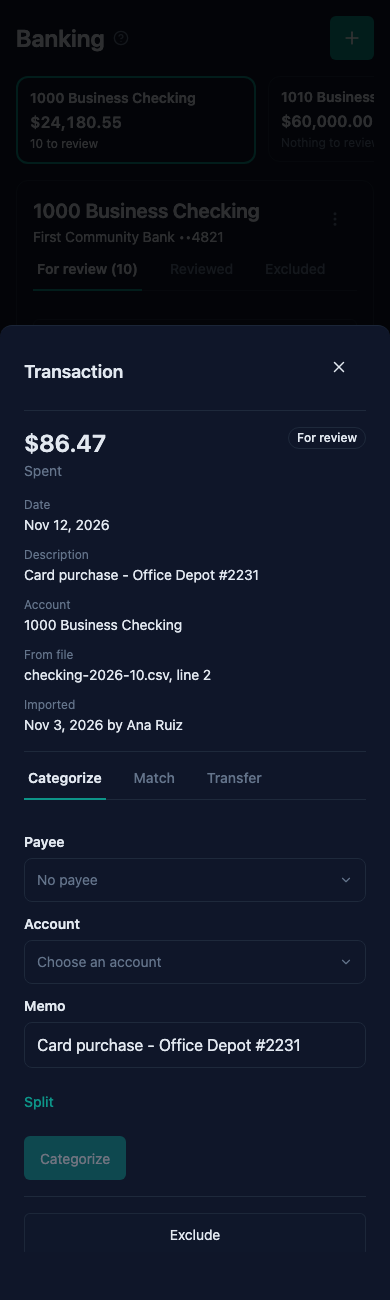 Banking
1000 Business Checking
$24,180.55
10 to review
1010 Business
$60,000.00
Nothing to review
1000 Business Checking
First Community Bank ••4821
For review (10)
Reviewed
Excluded
Transaction
$86.47
For review
Spent
Date
Nov 12, 2026
Description
Card purchase - Office Depot #2231
Account
1000 Business Checking
From file
checking-2026-10.csv, line 2
Imported
Nov 3, 2026 by Ana Ruiz
Categorize
Match
Transfer
Payee
No payee
Account
Choose an account
Memo
Card purchase - Office Depot #2231
Split
Categorize
Exclude